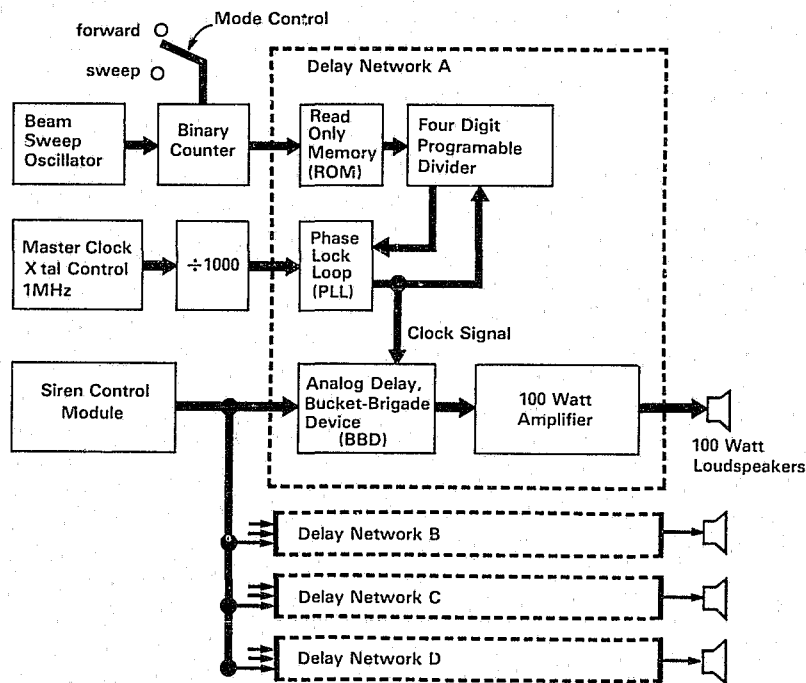 forward
Mode Control
sweep
Delay Network A
Beam
Sweep
Oscillator
Binary
Counter
Read
Only
Memory
(ROM)
Four Digit
Programable
Divider
Master Clock
X tal Control
1MHz
÷1000
Phase
Lock
Loop
(PLL)
Clock Signal
Siren Control
Module
Analog Delay,
Bucket-Brigade
Device
(BBD)
100 Watt
Amplifier
100 Watt
Loudspeakers
Delay Network B
Delay Network C
Delay Network D